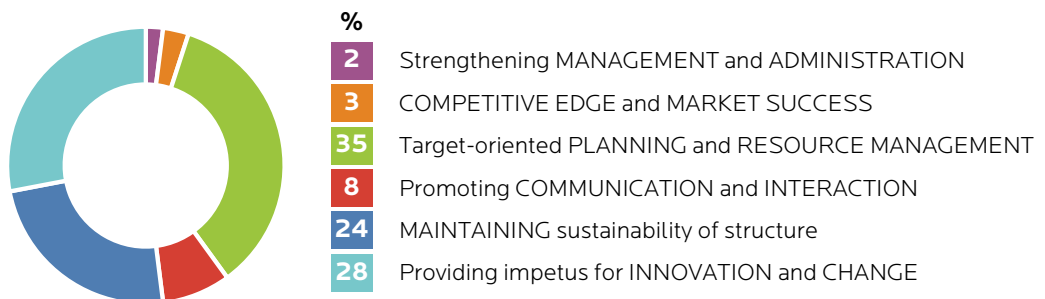 %
2 Strengthening MANAGEMENT and ADMINISTRATION
3 COMPETITIVE EDGE and MARKET SUCCESS
35 Target-oriented PLANNING and RESOURCE MANAGEMENT
8 Promoting COMMUNICATION and INTERACTION
24 MAINTAINING sustainability of structure
28 Providing impetus for INNOVATION and CHANGE